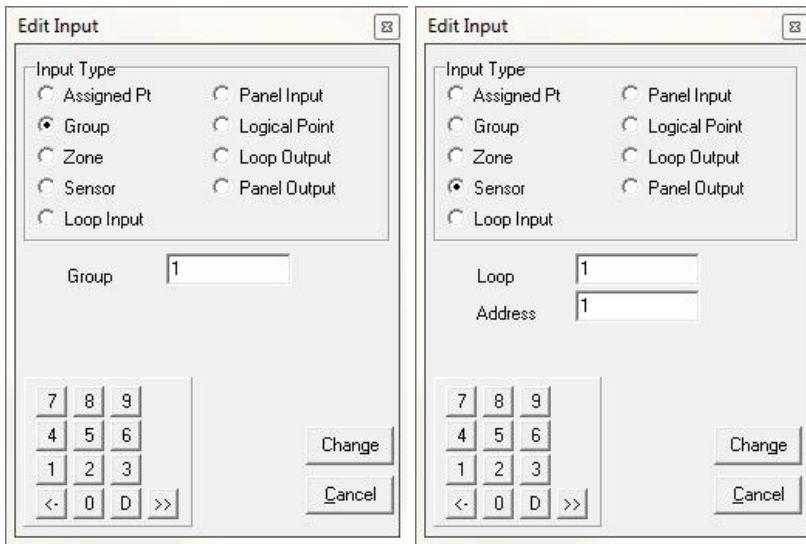 Edit Input
Input Type
Assigned Pt Panel Input
Group Logical Point
Zone Loop Output
Sensor Panel Output
Loop Input
Group 1
7 8 9
4 5 6
1 2 3
<- 0 D >>
Change
Cancel
Edit Input
Input Type
Assigned Pt Panel Input
Group Logical Point
Zone Loop Output
Sensor Panel Output
Loop Input
Loop 1
Address 1
7 8 9
4 5 6
1 2 3
<- 0 D >>
Change
Cancel